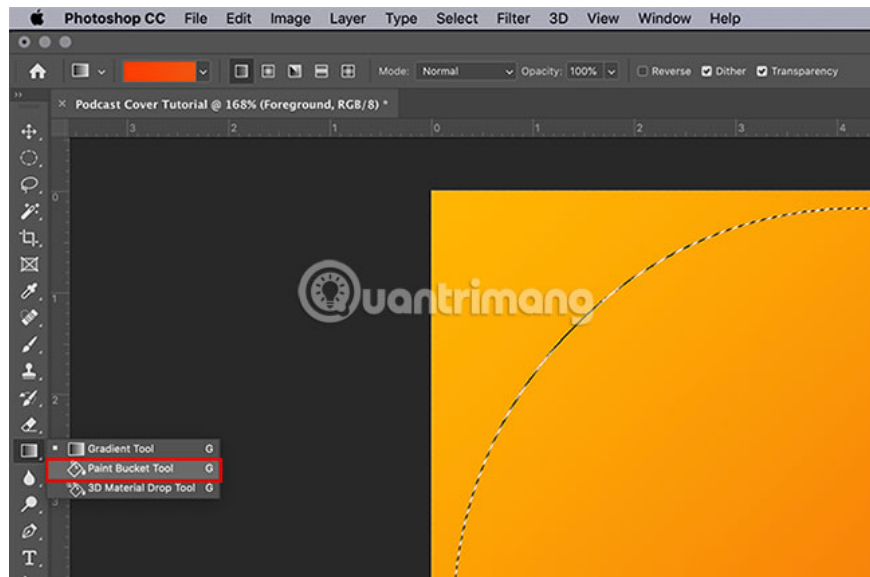 Photoshop CC File Edit Image Layer Type Select Filter 3D View Window Help
Mode: Normal Opacity: 100% Reverse Dither Transparency
× Podcast Cover Tutorial @ 168% (Foreground, RGB/8) *
3 2 1 0 1 2 3 4
0
Quantrimang
1
2
Gradient Tool G
Paint Bucket Tool G
3D Material Drop Tool G
3
T